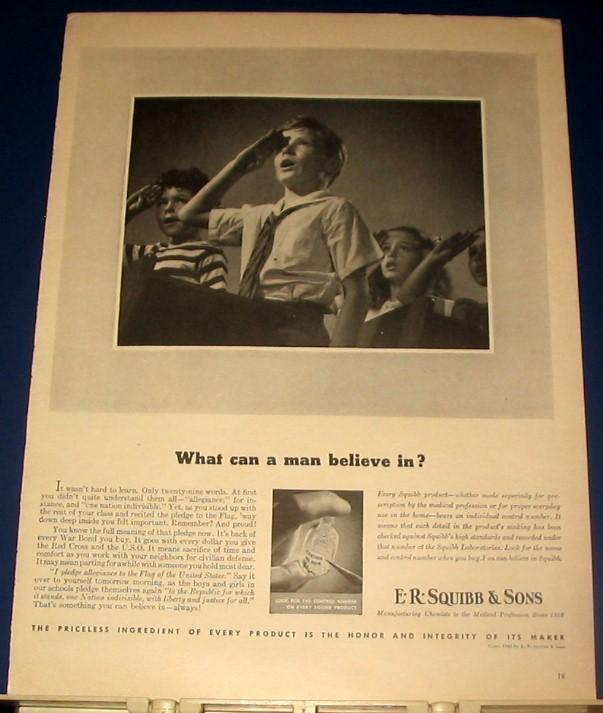 What can a man believe in?
It wasn't hard to learn. Only twenty-nine words. At first
you didn't quite understand them all—"allegiance," for in-
stance, and "one nation indivisible." Yet, as you stood up with
the rest of your class and recited the pledge to the Flag, 'way
down deep inside you felt important. Remember? And proud!
You know the full meaning of that pledge now. It's back of
every War Bond you buy. It goes with every dollar you give
the Red Cross and the U.S.O. It means sacrifice of time and
comfort as you work with your neighbors for civilian defense.
It may mean parting for awhile with someone you hold most dear.
"I pledge allegiance to the Flag of the United States." Say it
over to yourself tomorrow morning, as the boys and girls in
our schools pledge themselves again "to the Republic for which
it stands, one Nation indivisible, with liberty and justice for all."
That's something you can believe in—always!
LOOK FOR THE CONTROL NUMBER
ON EVERY SQUIBB PRODUCT
Every Squibb product—whether made especially for pre-
scription by the medical profession or for proper everyday
use in the home—bears an individual control number. It
means that each detail in the product's making has been
checked against Squibb's high standards and recorded under
that number at the Squibb Laboratories. Look for the name
and control number when you buy. You can believe in Squibb.
E·R·SQUIBB & SONS
Manufacturing Chemists to the Medical Profession Since 1858
THE PRICELESS INGREDIENT OF EVERY PRODUCT IS THE HONOR AND INTEGRITY OF ITS MAKER
19